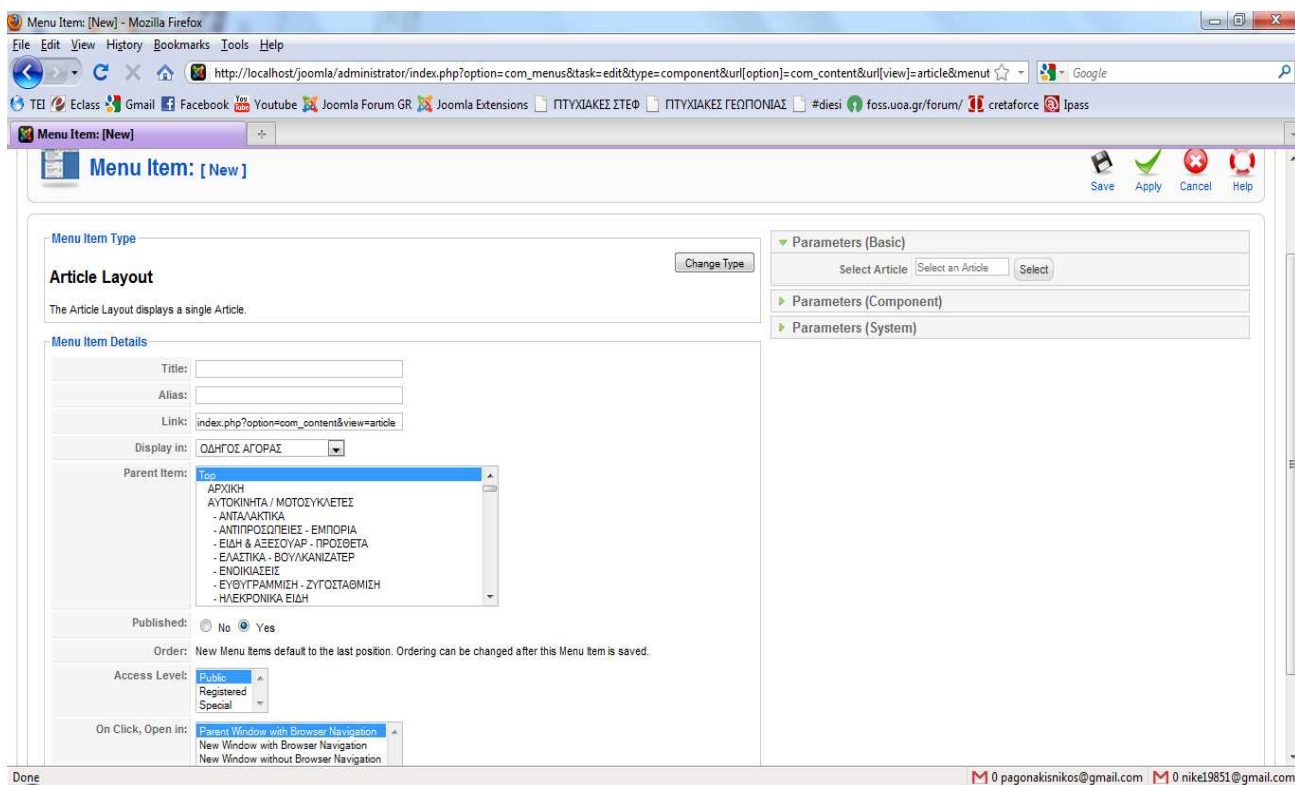 Menu Item: [New] - Mozilla Firefox
File Edit View History Bookmarks Tools Help
http://localhost/joomla/administrator/index.php?option=com_menus&task=edit&type=component&url[option]=com_content&url[view]=article&menut Google
TEI Eclass Gmail Facebook Youtube Joomla Forum GR Joomla Extensions ΠΤΥΧΙΑΚΕΣ ΣΤΕΦ ΠΤΥΧΙΑΚΕΣ ΓΕΩΠΟΝΙΑΣ #diesi foss.uoa.gr/forum/ cretaforce Ipass
Menu Item: [New]
Menu Item: [ New ]
Save Apply Cancel Help
Menu Item Type
Change Type
Article Layout
The Article Layout displays a single Article.
Parameters (Basic)
Select Article Select an Article Select
Parameters (Component)
Parameters (System)
Menu Item Details
Title:
Alias:
Link: index.php?option=com_content&view=article
Display in: ΟΔΗΓΟΣ ΑΓΟΡΑΣ
Parent Item: Top
ΑΡΧΙΚΗ
ΑΥΤΟΚΙΝΗΤΑ / ΜΟΤΟΣΥΚΛΕΤΕΣ
- ΑΝΤΑΛΑΚΤΙΚΑ
- ΑΝΤΙΠΡΟΣΩΠΕΙΕΣ - ΕΜΠΟΡΙΑ
- ΕΙΔΗ & ΑΞΕΣΟΥΑΡ - ΠΡΟΣΘΕΤΑ
- ΕΛΑΣΤΙΚΑ - ΒΟΥΛΚΑΝΙΖΑΤΕΡ
- ΕΝΟΙΚΙΑΣΕΙΣ
- ΕΥΘΥΓΡΑΜΜΙΣΗ - ΖΥΓΟΣΤΑΘΜΙΣΗ
- ΗΛΕΚΡΟΝΙΚΑ ΕΙΔΗ
Published: No Yes
Order: New Menu Items default to the last position. Ordering can be changed after this Menu Item is saved.
Access Level: Public
Registered
Special
On Click, Open in: Parent Window with Browser Navigation
New Window with Browser Navigation
New Window without Browser Navigation
Done
0 pagonakisnikos@gmail.com 0 nike19851@gmail.com